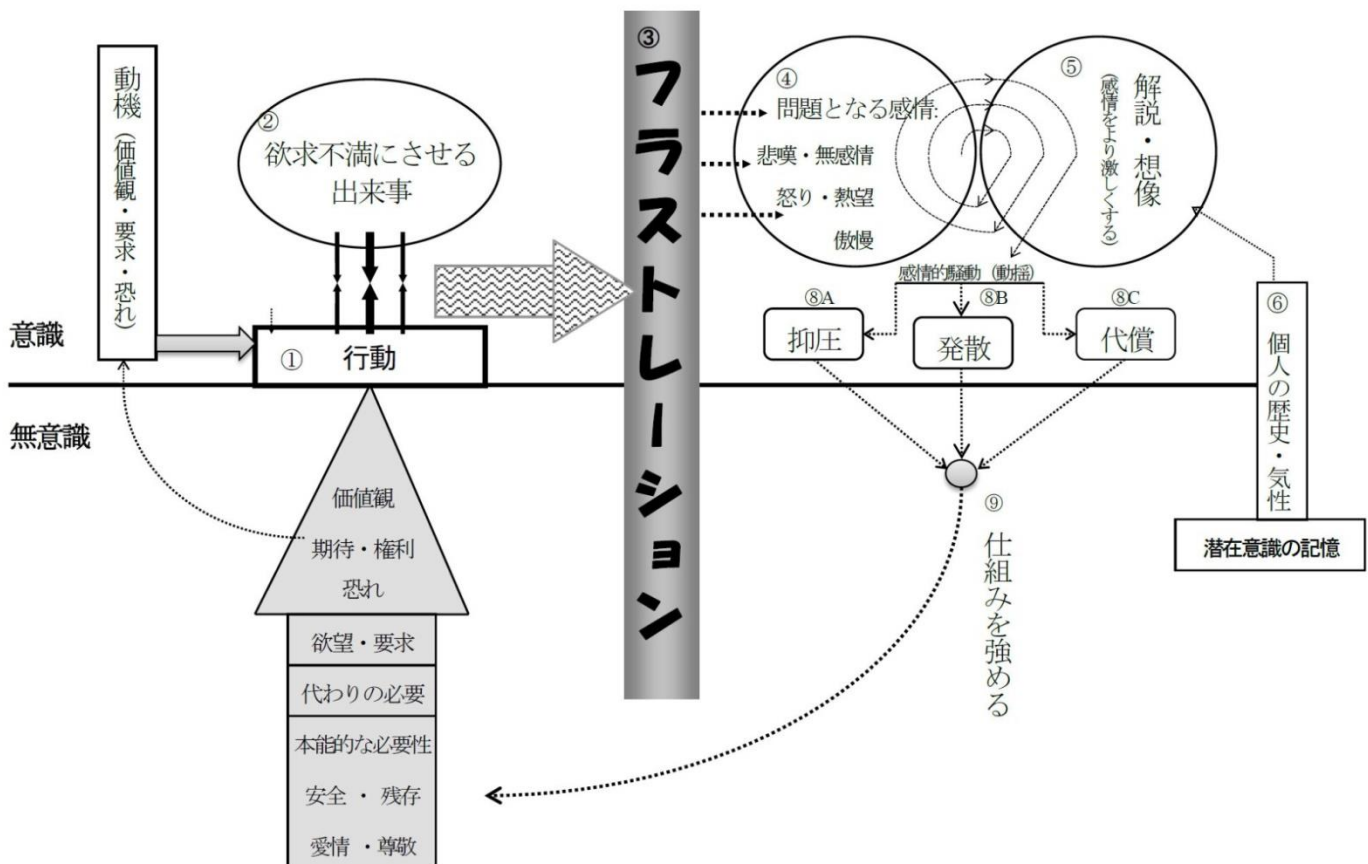 動機（価値観・要求・恐れ）
②
欲求不満にさせる
出来事
① 行動
意識
無意識
価値観
期待・権利
恐れ
欲望・要求
代わりの必要
本能的な必要性
安全 ・ 残存
愛情 ・尊敬
③ フラストレーション
④
問題となる感情:
悲嘆・無感情
怒り・熱望
傲慢
⑤ 解説・想像
(感情をより激しくする)
感情的騒動（動揺）
⑧A
抑圧
⑧B
発散
⑧C
代償
⑥ 個人の歴史・気性
潜在意識の記憶
⑨ 仕組みを強める